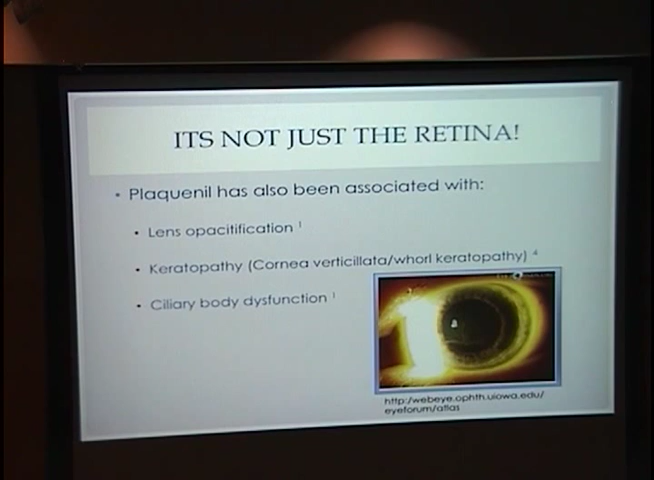 ITS NOT JUST THE RETINA!
• Plaquenil has also been associated with:
• Lens opacitification 1
• Keratopathy (Cornea verticillata/whorl keratopathy) 4
• Ciliary body dysfunction 1
http:/webeye.ophth.uiowa.edu/
eyeforum/atlas